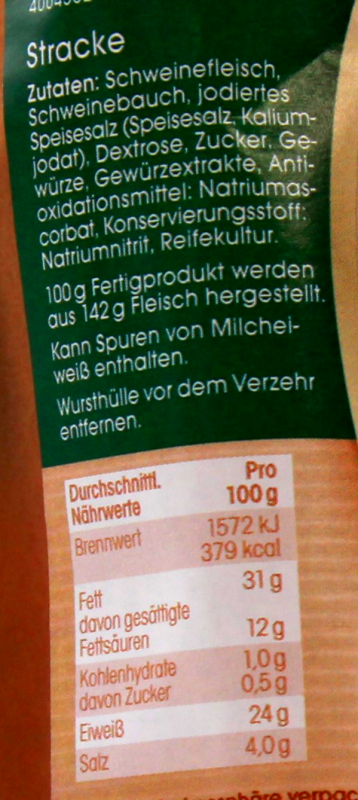 Stracke
Zutaten: Schweinefleisch,
Schweinebauch, jodiertes
Speisesalz (Speisesalz, Kalium-
jodat), Dextrose, Zucker, Ge-
würze, Gewürzextrakte, Anti-
oxidationsmittel: Natriumas-
corbat, Konservierungsstoff:
Natriumnitrit, Reifekultur.
100 g Fertigprodukt werden
aus 142 g Fleisch hergestellt.
Kann Spuren von Milchei-
weiß enthalten.
Wursthülle vor dem Verzehr
entfernen.
Durchschnittl. Pro
Nährwerte 100 g
Brennwert 1572 kJ
379 kcal
Fett 31 g
davon gesättigte
Fettsäuren 12 g
Kohlenhydrate 1,0 g
davon Zucker 0,5 g
Eiweiß 24 g
Salz 4,0 g